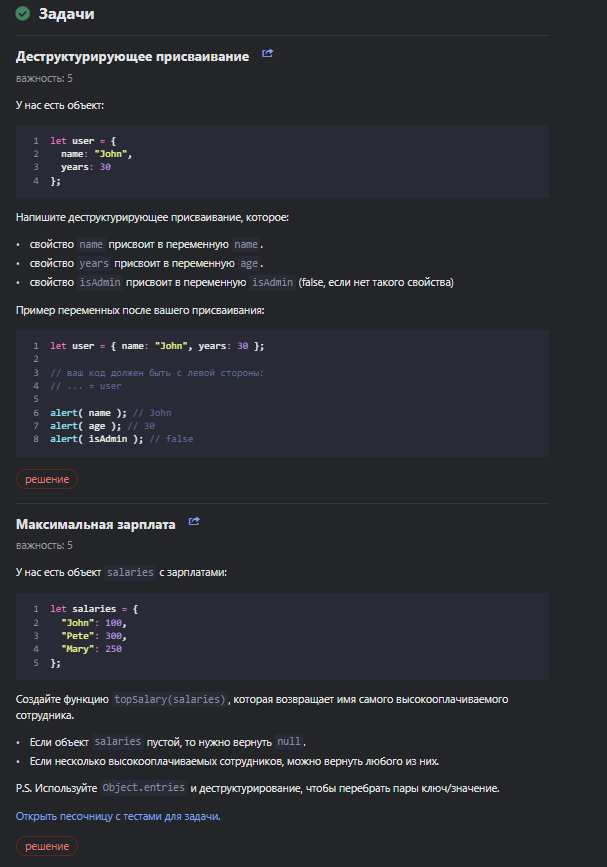 Задачи
Деструктурирующее присваивание
важность: 5
У нас есть объект:
1 let user = {
2   name: "John",
3   years: 30
4 };
Напишите деструктурирующее присваивание, которое:
• свойство name присвоит в переменную name.
• свойство years присвоит в переменную age.
• свойство isAdmin присвоит в переменную isAdmin (false, если нет такого свойства)
Пример переменных после вашего присваивания:
1 let user = { name: "John", years: 30 };
2
3 // ваш код должен быть с левой стороны:
4 // ... = user
5
6 alert( name ); // John
7 alert( age ); // 30
8 alert( isAdmin ); // false
решение
Максимальная зарплата
важность: 5
У нас есть объект salaries с зарплатами:
1 let salaries = {
2   "John": 100,
3   "Pete": 300,
4   "Mary": 250
5 };
Создайте функцию topSalary(salaries), которая возвращает имя самого высокооплачиваемого
сотрудника.
• Если объект salaries пустой, то нужно вернуть null.
• Если несколько высокооплачиваемых сотрудников, можно вернуть любого из них.
P.S. Используйте Object.entries и деструктурирование, чтобы перебрать пары ключ/значение.
Открыть песочницу с тестами для задачи.
решение